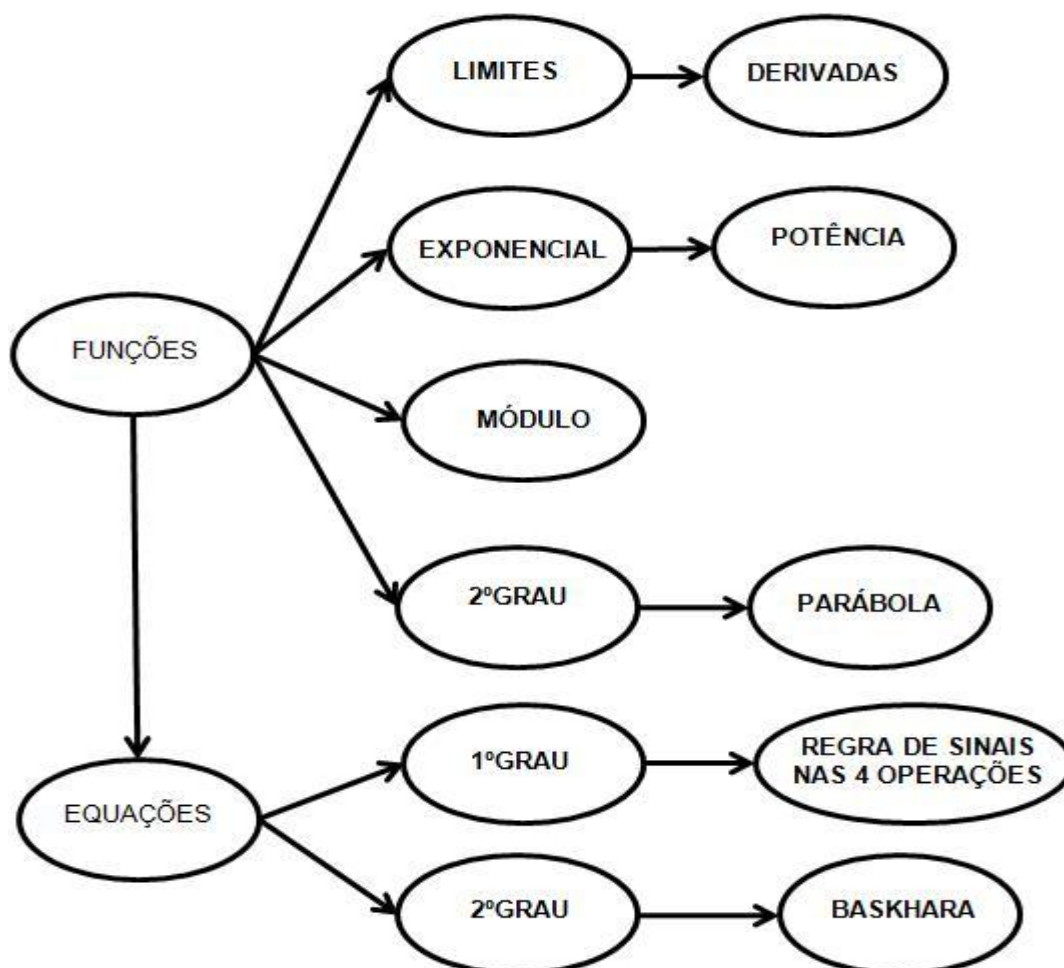 LIMITES
DERIVADAS
EXPONENCIAL
POTÊNCIA
FUNÇÕES
MÓDULO
2ºGRAU
PARÁBOLA
1ºGRAU
REGRA DE SINAIS
NAS 4 OPERAÇÕES
EQUAÇÕES
2ºGRAU
BASKHARA